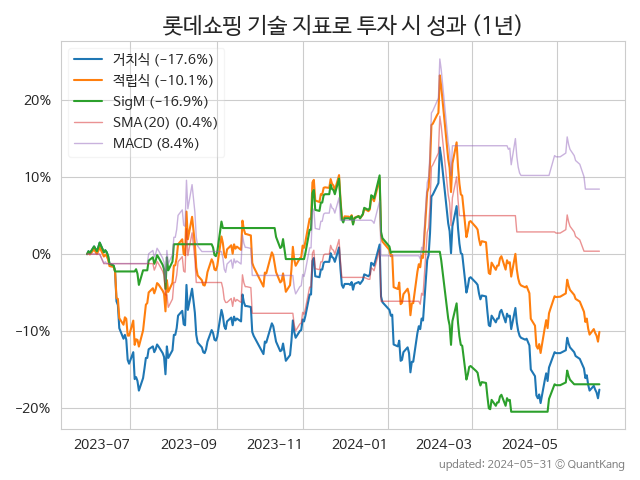 롯데쇼핑 기술 지표로 투자 시 성과 (1년)
거치식 (-17.6%)
적립식 (-10.1%)
SigM (-16.9%)
SMA(20) (0.4%)
MACD (8.4%)
20%
10%
0%
-10%
-20%
2023-07 2023-09 2023-11 2024-01 2024-03 2024-05
updated: 2024-05-31 © QuantKang